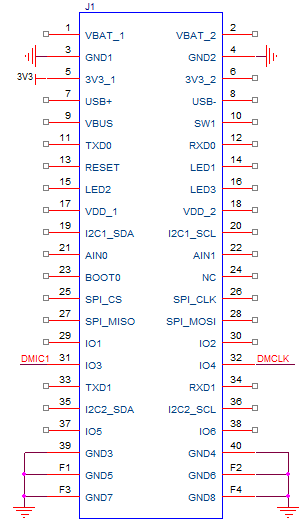 J1
1 VBAT_1 VBAT_2 2
3 GND1 GND2 4
3V3 5 3V3_1 3V3_2 6
7 USB+ USB- 8
9 VBUS SW1 10
11 TXD0 RXD0 12
13 RESET LED1 14
15 LED2 LED3 16
17 VDD_1 VDD_2 18
19 I2C1_SDA I2C1_SCL 20
21 AIN0 AIN1 22
23 BOOT0 NC 24
25 SPI_CS SPI_CLK 26
27 SPI_MISO SPI_MOSI 28
29 IO1 IO2 30
DMIC1 31 IO3 IO4 32 DMCLK
33 TXD1 RXD1 34
35 I2C2_SDA I2C2_SCL 36
37 IO5 IO6 38
39 GND3 GND4 40
F1 GND5 GND6 F2
F3 GND7 GND8 F4